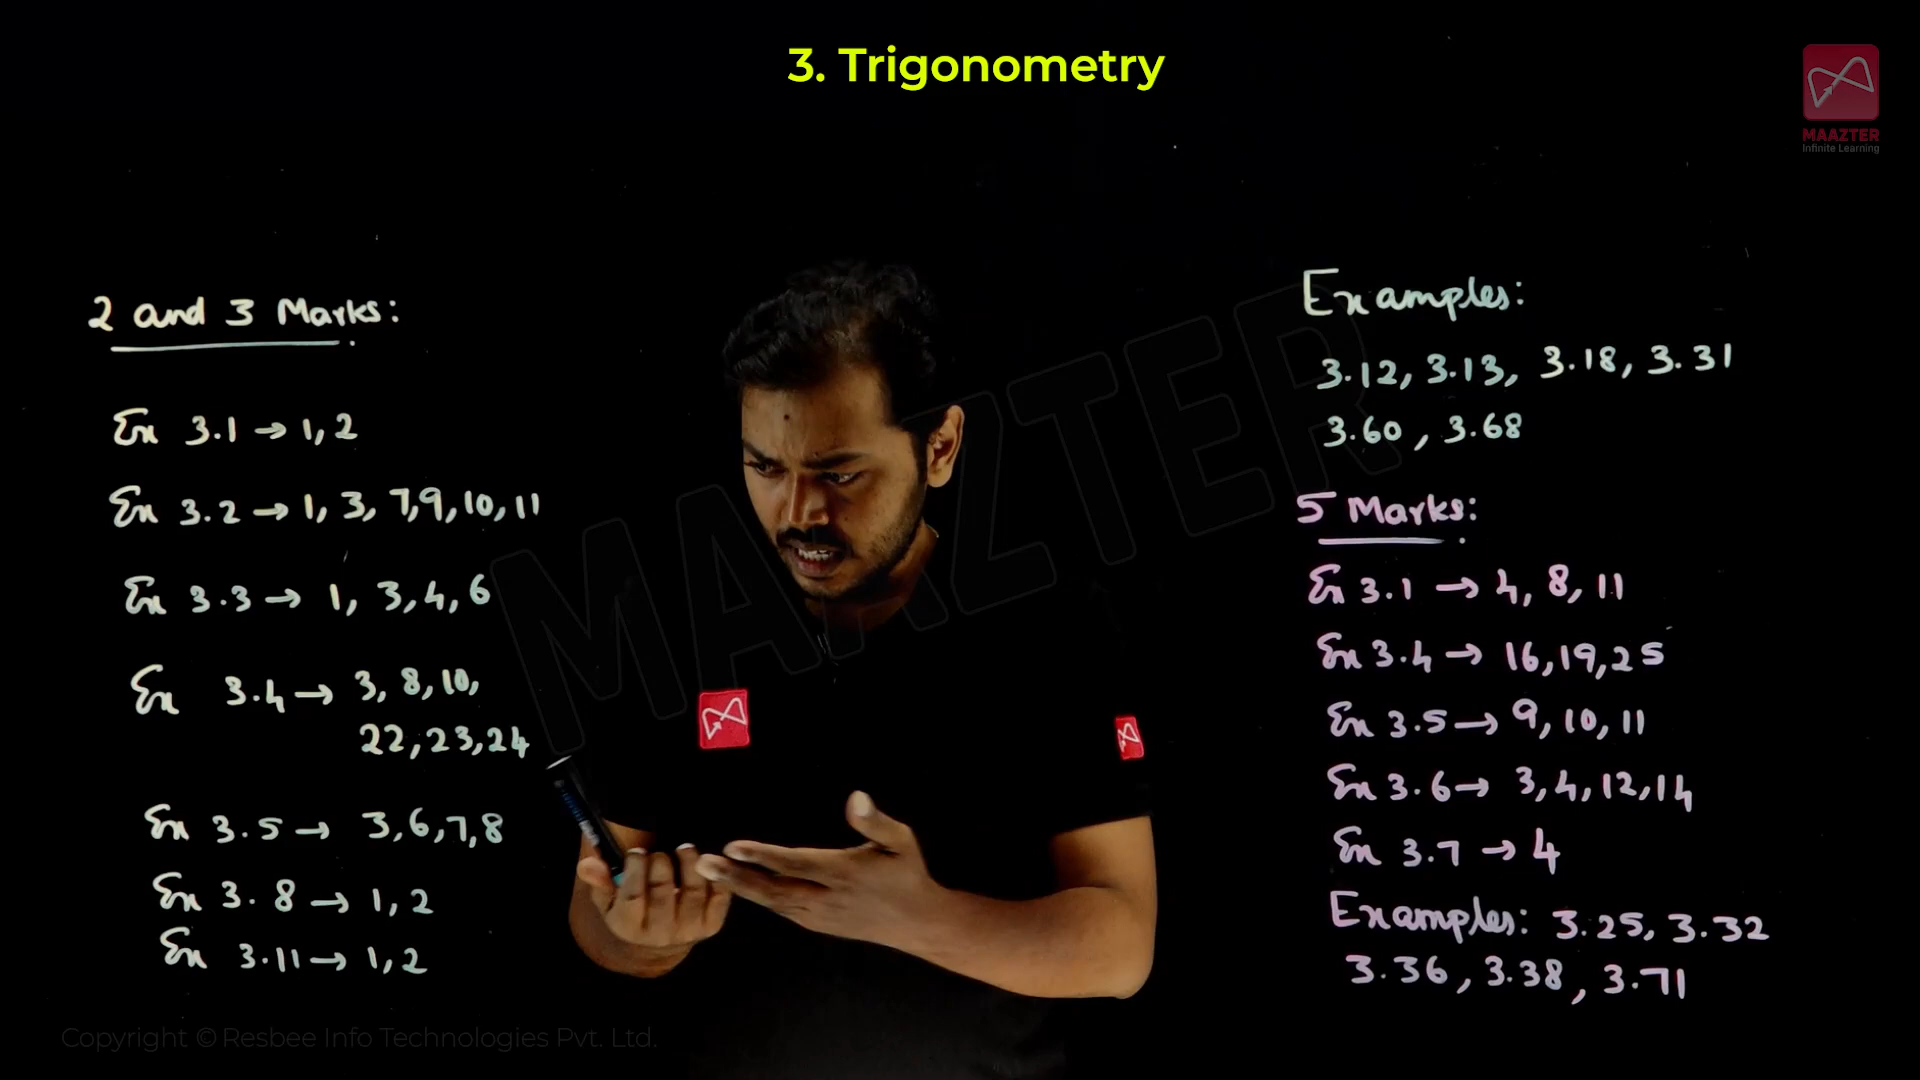 3. Trigonometry
MAAZTER
Infinite Learning
2 and 3 Marks:
Ex 3.1 → 1, 2
Ex 3.2 → 1, 3, 7, 9, 10, 11
Ex 3.3 → 1, 3, 4, 6
Ex 3.4 → 3, 8, 10,
22, 23, 24
Ex 3.5 → 3, 6, 7, 8
Ex 3.8 → 1, 2
Ex 3.11 → 1, 2
Examples:
3.12, 3.13, 3.18, 3.31
3.60, 3.68
5 Marks:
Ex 3.1 → 4, 8, 11
Ex 3.4 → 16, 19, 25
Ex 3.5 → 9, 10, 11
Ex 3.6 → 3, 4, 12, 14
Ex 3.7 → 4
Examples: 3.25, 3.32
3.36, 3.38, 3.71
MAAZTER
Copyright © Resbee Info Technologies Pvt. Ltd.